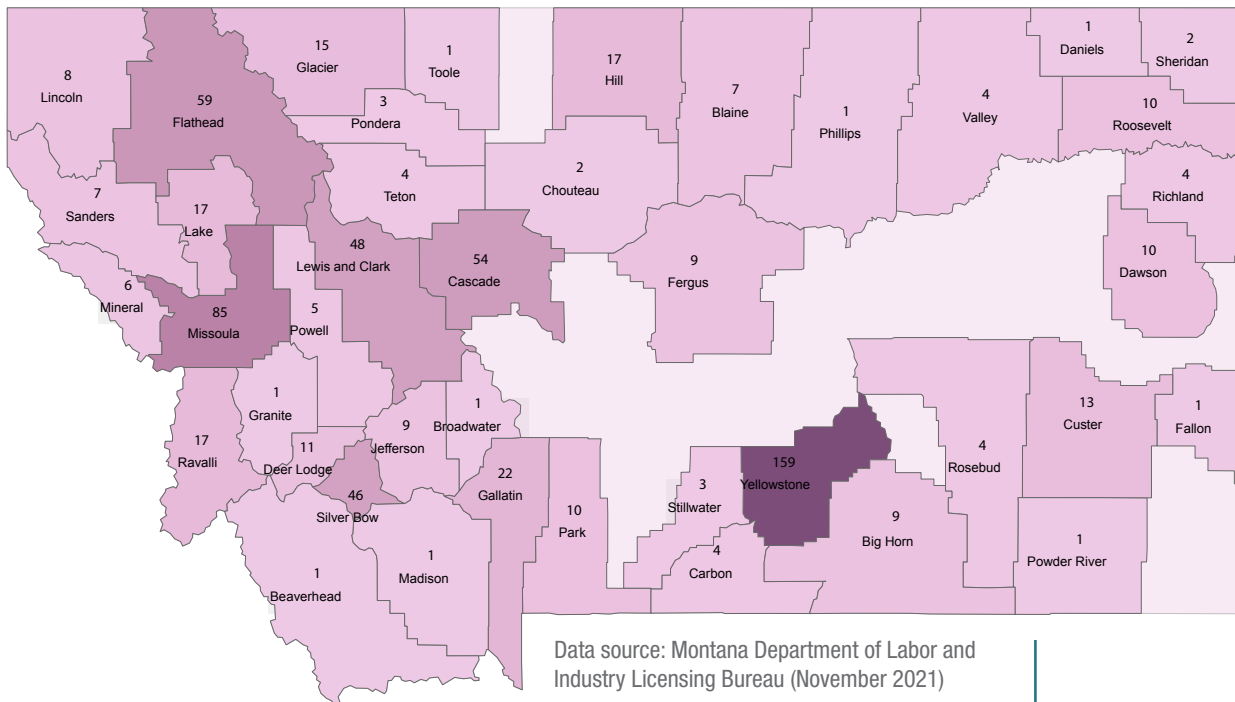 8
Lincoln
59
Flathead
15
Glacier
1
Toole
3
Pondera
17
Hill
7
Blaine
1
Phillips
4
Valley
1
Daniels
2
Sheridan
10
Roosevelt
4
Richland
10
Dawson
7
Sanders
17
Lake
4
Teton
2
Chouteau
48
Lewis and Clark
54
Cascade
9
Fergus
6
Mineral
85
Missoula
5
Powell
1
Granite
17
Ravalli
11
Deer Lodge
9
Jefferson
1
Broadwater
46
Silver Bow
22
Gallatin
10
Park
3
Stillwater
159
Yellowstone
4
Rosebud
13
Custer
1
Fallon
1
Beaverhead
1
Madison
4
Carbon
9
Big Horn
1
Powder River
Data source: Montana Department of Labor and
Industry Licensing Bureau (November 2021)